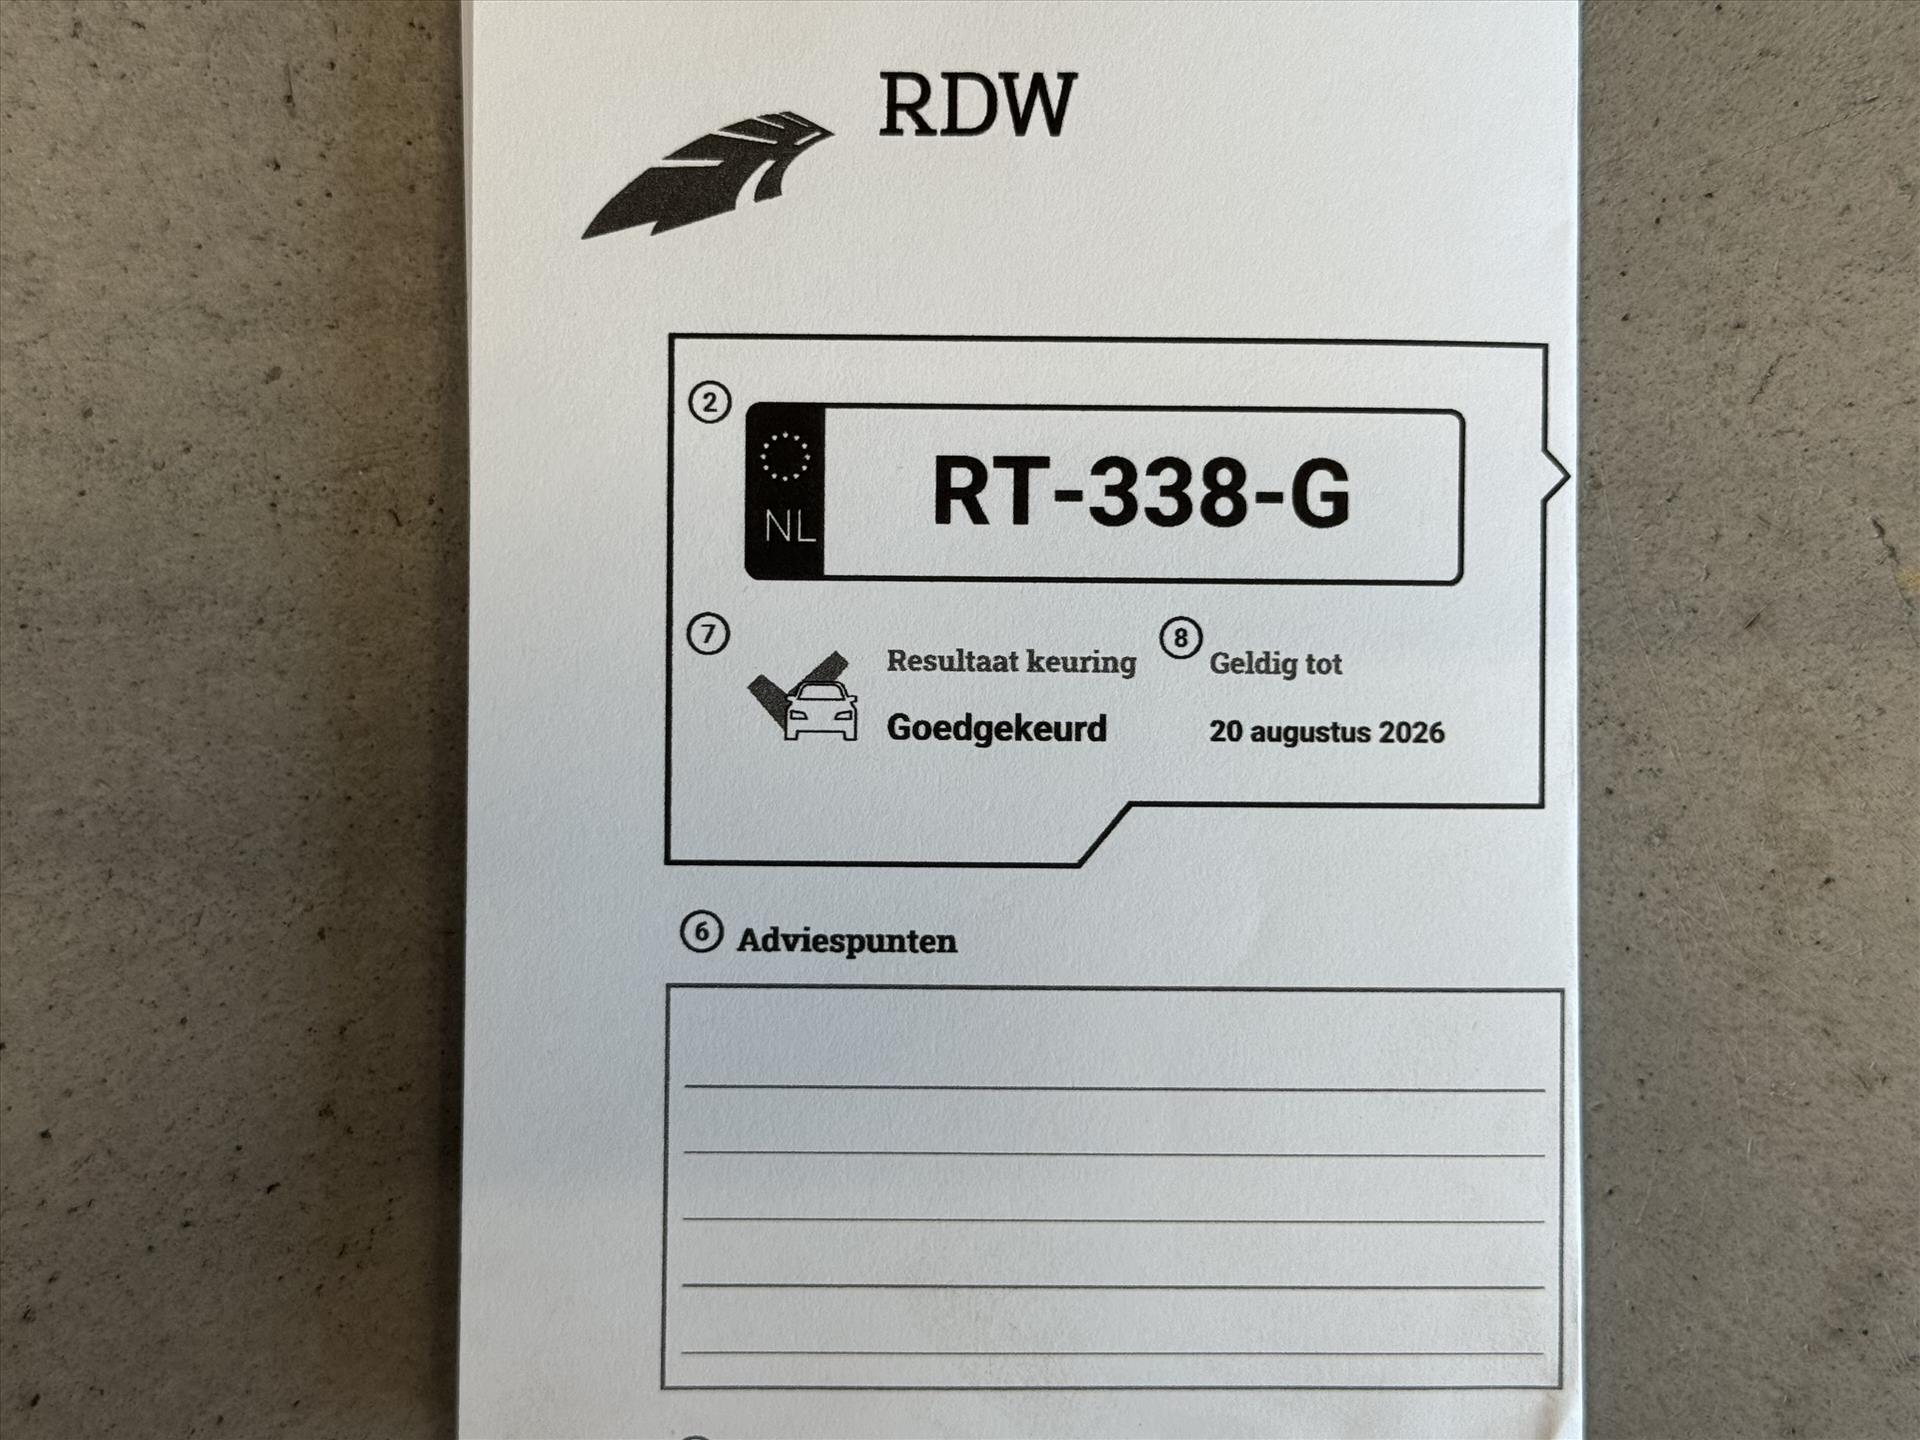 RDW
2
NL
RT-338-G
7
Resultaat keuring
Goedgekeurd
8
Geldig tot
20 augustus 2026
6 Adviespunten